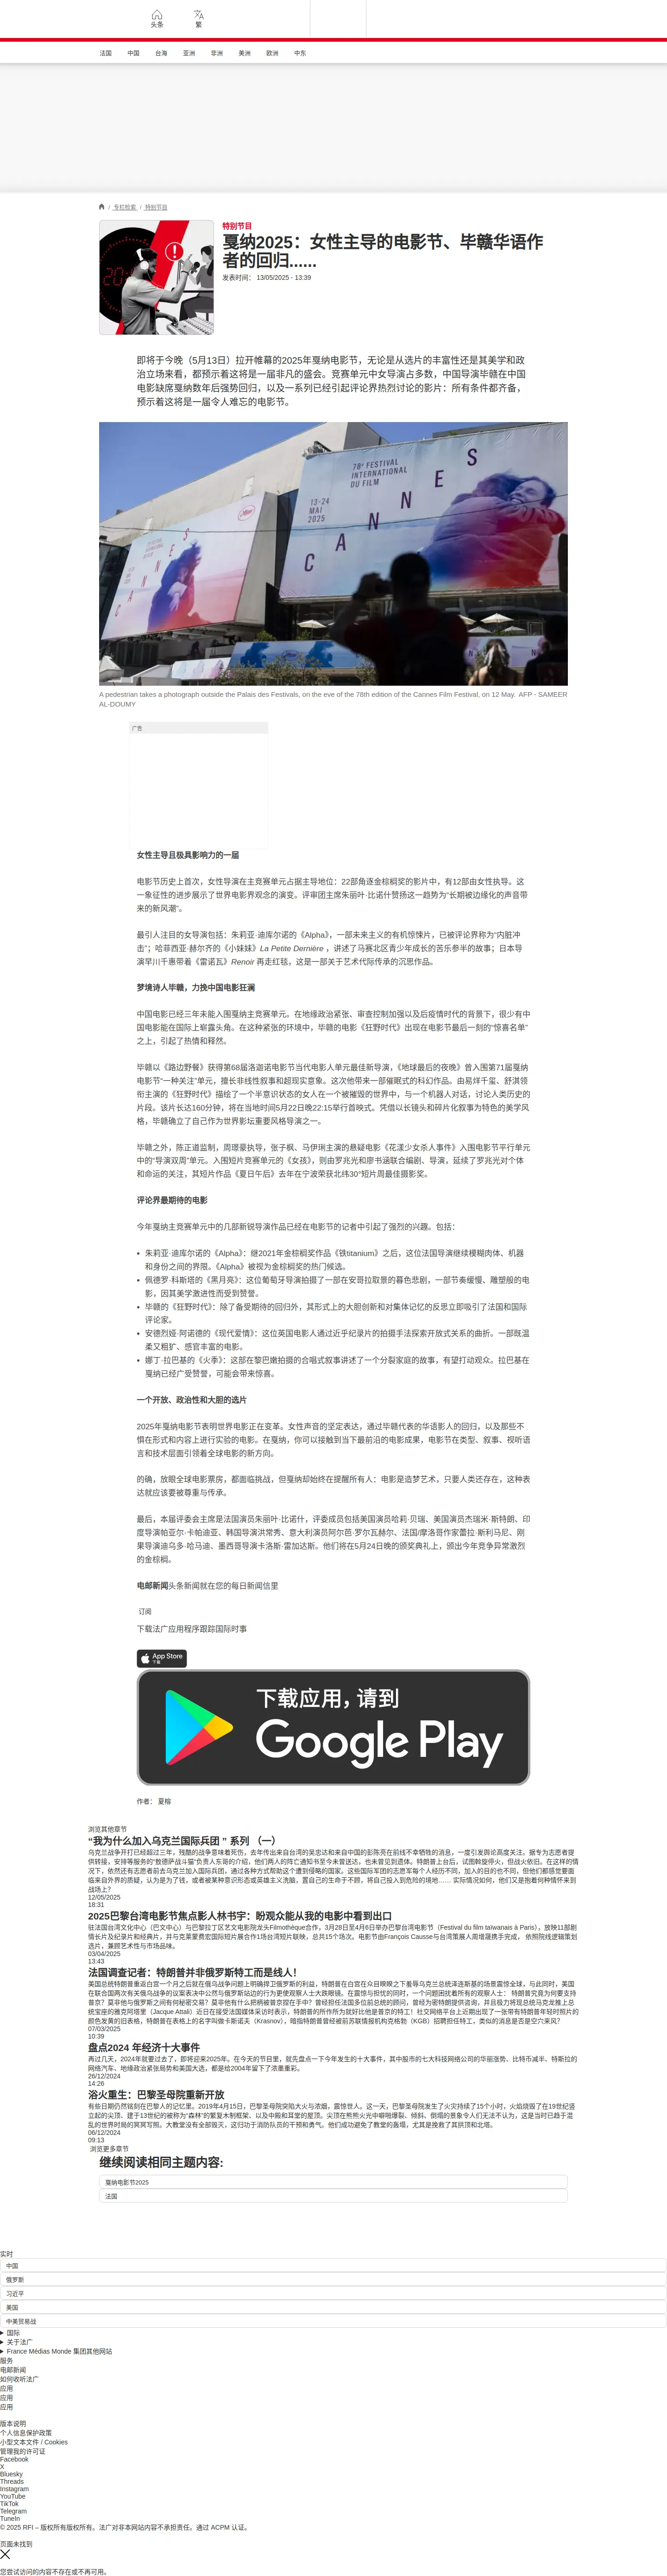 头条
繁
法国
中国
台海
亚洲
非洲
美洲
欧洲
中东
/ 专栏检索 / 特别节目
特别节目
戛纳2025：女性主导的电影节、毕赣华语作
者的回归......
发表时间： 13/05/2025 - 13:39
即将于今晚（5月13日）拉开帷幕的2025年戛纳电影节，无论是从选片的丰富性还是其美学和政
治立场来看，都预示着这将是一届非凡的盛会。竞赛单元中女导演占多数，中国导演毕赣在中国
电影缺席戛纳数年后强势回归，以及一系列已经引起评论界热烈讨论的影片：所有条件都齐备，
预示着这将是一届令人难忘的电影节。
78e FESTIVAL
INTERNATIONAL
DU FILM
13-24
MAI
2025
CANNES
CANNES
A pedestrian takes a photograph outside the Palais des Festivals, on the eve of the 78th edition of the Cannes Film Festival, on 12 May. AFP - SAMEER
AL-DOUMY
广告
女性主导且极具影响力的一届
电影节历史上首次，女性导演在主竞赛单元占据主导地位：22部角逐金棕榈奖的影片中，有12部由女性执导。这
一象征性的进步展示了世界电影界观念的演变。评审团主席朱丽叶·比诺什赞扬这一趋势为“长期被边缘化的声音带
来的新风潮”。
最引人注目的女导演包括：朱莉亚·迪库尔诺的《Alpha》，一部未来主义的有机惊悚片，已被评论界称为“内脏冲
击”；哈菲西亚·赫尔齐的《小妹妹》La Petite Dernière ，讲述了马赛北区青少年成长的苦乐参半的故事；日本导
演早川千惠带着《雷诺瓦》Renoir 再走红毯，这是一部关于艺术代际传承的沉思作品。
梦境诗人毕赣，力挽中国电影狂澜
中国电影已经三年未能入围戛纳主竞赛单元。在地缘政治紧张、审查控制加强以及后疫情时代的背景下，很少有中
国电影能在国际上崭露头角。在这种紧张的环境中，毕赣的电影《狂野时代》出现在电影节最后一刻的“惊喜名单”
之上，引起了热情和释然。
毕赣以《路边野餐》获得第68届洛迦诺电影节当代电影人单元最佳新导演，《地球最后的夜晚》曾入围第71届戛纳
电影节“一种关注”单元，擅长非线性叙事和超现实意象。这次他带来一部催眠式的科幻作品。由易烊千玺、舒淇领
衔主演的《狂野时代》描绘了一个半意识状态的女人在一个被摧毁的世界中，与一个机器人对话，讨论人类历史的
片段。该片长达160分钟，将在当地时间5月22日晚22:15举行首映式。凭借以长镜头和碎片化叙事为特色的美学风
格，毕赣确立了自己作为世界影坛重要风格导演之一。
毕赣之外，陈正道监制，周璟豪执导，张子枫、马伊琍主演的悬疑电影《花漾少女杀人事件》入围电影节平行单元
中的“导演双周”单元。入围短片竞赛单元的《女孩》，则由罗兆光和廖书涵联合编剧、导演，延续了罗兆光对个体
和命运的关注，其短片作品《夏日午后》去年在宁波荣获北纬30°短片周最佳摄影奖。
评论界最期待的电影
今年戛纳主竞赛单元中的几部新锐导演作品已经在电影节的记者中引起了强烈的兴趣。包括：
• 朱莉亚·迪库尔诺的《Alpha》：继2021年金棕榈奖作品《铁titanium》之后，这位法国导演继续模糊肉体、机器
和身份之间的界限。《Alpha》被视为金棕榈奖的热门候选。
• 佩德罗·科斯塔的《黑月亮》：这位葡萄牙导演拍摄了一部在安哥拉取景的暮色悲剧，一部节奏缓慢、雕塑般的电
影，因其美学激进性而受到赞誉。
• 毕赣的《狂野时代》：除了备受期待的回归外，其形式上的大胆创新和对集体记忆的反思立即吸引了法国和国际
评论家。
• 安德烈娅·阿诺德的《现代爱情》：这位英国电影人通过近乎纪录片的拍摄手法探索开放式关系的曲折。一部既温
柔又粗犷、感官丰富的电影。
• 娜丁·拉巴基的《火季》：这部在黎巴嫩拍摄的合唱式叙事讲述了一个分裂家庭的故事，有望打动观众。拉巴基在
戛纳已经广受赞誉，可能会带来惊喜。
一个开放、政治性和大胆的选片
2025年戛纳电影节表明世界电影正在变革。女性声音的坚定表达，通过毕赣代表的华语影人的回归，以及那些不
惧在形式和内容上进行实验的电影。在戛纳，你可以接触到当下最前沿的电影成果，电影节在类型、叙事、视听语
言和技术层面引领着全球电影的新方向。
的确，放眼全球电影票房，都面临挑战，但戛纳却始终在提醒所有人：电影是造梦艺术，只要人类还存在，这种表
达就应该要被尊重与传承。
最后，本届评委会主席是法国演员朱丽叶·比诺什，评委成员包括美国演员哈莉·贝瑞、美国演员杰瑞米·斯特朗、印
度导演帕亚尔·卡帕迪亚、韩国导演洪常秀、意大利演员阿尔芭·罗尔瓦赫尔、法国/摩洛哥作家蕾拉·斯利马尼、刚
果导演迪乌多·哈马迪、墨西哥导演卡洛斯·雷加达斯。他们将在5月24日晚的颁奖典礼上，颁出今年竞争异常激烈
的金棕榈。
电邮新闻头条新闻就在您的每日新闻信里
订阅
下载法广应用程序跟踪国际时事
App Store
下载
下载应用，请到
Google Play
作者： 夏榕
浏览其他章节
“我为什么加入乌克兰国际兵团 ” 系列 （一）
乌克兰战争开打已经超过三年，残酷的战争意味着死伤，去年传出来自台湾的吴忠达和来自中国的彭陈亮在前线不幸牺牲的消息，一度引发舆论高度关注。据专为志愿者提
供转接，安排等服务的“敖德萨战斗猫”负责人东哥的介绍，他们两人的阵亡通知书至今未曾送达，也未曾见到遗体。特朗普上台后，试图斡旋停火，但战火依旧。在这样的情
况下，依然还有志愿者前去乌克兰加入国际兵团，通过各种方式帮助这个遭到侵略的国家。这些国际军团的志愿军每个人经历不同，加入的目的也不同，但他们都感觉要面
临来自外界的质疑，认为是为了钱，或者被某种意识形态或英雄主义洗脑，置自己的生命于不顾，将自己投入到危险的境地…… 实际情况如何，他们又是抱着何种情怀来到
战场上？
12/05/2025
18:31
2025巴黎台湾电影节焦点影人林书宇：盼观众能从我的电影中看到出口
驻法国台湾文化中心（巴文中心）与巴黎拉丁区艺文电影院龙头Filmothèque合作，3月28日至4月6日举办巴黎台湾电影节（Festival du film taïwanais à Paris），放映11部剧
情长片及纪录片和经典片，并与克莱蒙费宏国际短片展合作1场台湾短片联映，总共15个场次。电影节由François Causse与台湾策展人周增晟携手完成， 依照院线逻辑策划
选片，兼顾艺术性与市场品味。
03/04/2025
13:43
法国调查记者：特朗普并非俄罗斯特工而是线人！
美国总统特朗普重返白宫一个月之后就在俄乌战争问题上明确捍卫俄罗斯的利益，特朗普在白宫在众目睽睽之下羞辱乌克兰总统泽连斯基的场景震惊全球，与此同时，美国
在联合国两次有关俄乌战争的议案表决中公然与俄罗斯站边的行为更使观察人士大跌眼镜。在震惊与担忧的同时，一个问题困扰着所有的观察人士： 特朗普究竟为何要支持
普京？莫非他与俄罗斯之间有何秘密交易？莫非他有什么把柄被普京捏在手中？曾经担任法国多位前总统的顾问，曾经为密特朗提供咨询，并且极力将现总统马克龙推上总
统宝座的雅克阿塔里（Jacque Attali）近日在接受法国媒体采访时表示，特朗普的所作所为就好比他是普京的特工！社交网络平台上近期出现了一张带有特朗普年轻时照片的
颜色发黄的旧表格，特朗普在表格上的名字叫做卡斯诺夫（Krasnov），暗指特朗普曾经被前苏联情报机构克格勃（KGB）招聘担任特工，类似的消息是否是空穴来风？
07/03/2025
10:39
盘点2024 年经济十大事件
再过几天，2024年就要过去了，即将迎来2025年。在今天的节目里，就先盘点一下今年发生的十大事件，其中股市的七大科技网络公司的华丽涨势、比特币减半、特斯拉的
网络汽车、地缘政治紧张局势和美国大选，都是给2004年留下了浓墨重彩。
26/12/2024
14:26
浴火重生：巴黎圣母院重新开放
有些日期仍然铭刻在巴黎人的记忆里。2019年4月15日，巴黎圣母院突陷大火与浓烟，震惊世人。这一天，巴黎圣母院发生了火灾持续了15个小时，火焰烧毁了在19世纪竖
立起的尖顶、建于13世纪的被称为“森林”的繁复木制框架、以及中殿和耳堂的屋顶。尖顶在熊熊火光中噼啪爆裂、倾斜、倒塌的景象令人们无法不认为，这是当时已趋于混
乱的世界时局的冥冥写照。大教堂没有全部毁灭，这归功于消防队员的干预和勇气。他们成功避免了教堂的轰塌，尤其是挽救了其拱顶和北塔。
06/12/2024
09:13
浏览更多章节
继续阅读相同主题内容:
戛纳电影节2025
法国
实时
中国
俄罗斯
习近平
美国
中美贸易战
国际
关于法广
France Médias Monde 集团其他网站
服务
电邮新闻
如何收听法广
应用
应用
应用
版本说明
个人信息保护政策
小型文本文件 / Cookies
管理我的许可证
Facebook
X
Bluesky
Threads
Instagram
YouTube
TikTok
Telegram
TuneIn
© 2025 RFI – 版权所有版权所有。法广对非本网站内容不承担责任。通过 ACPM 认证。
页面未找到
您尝试访问的内容不存在或不再可用。